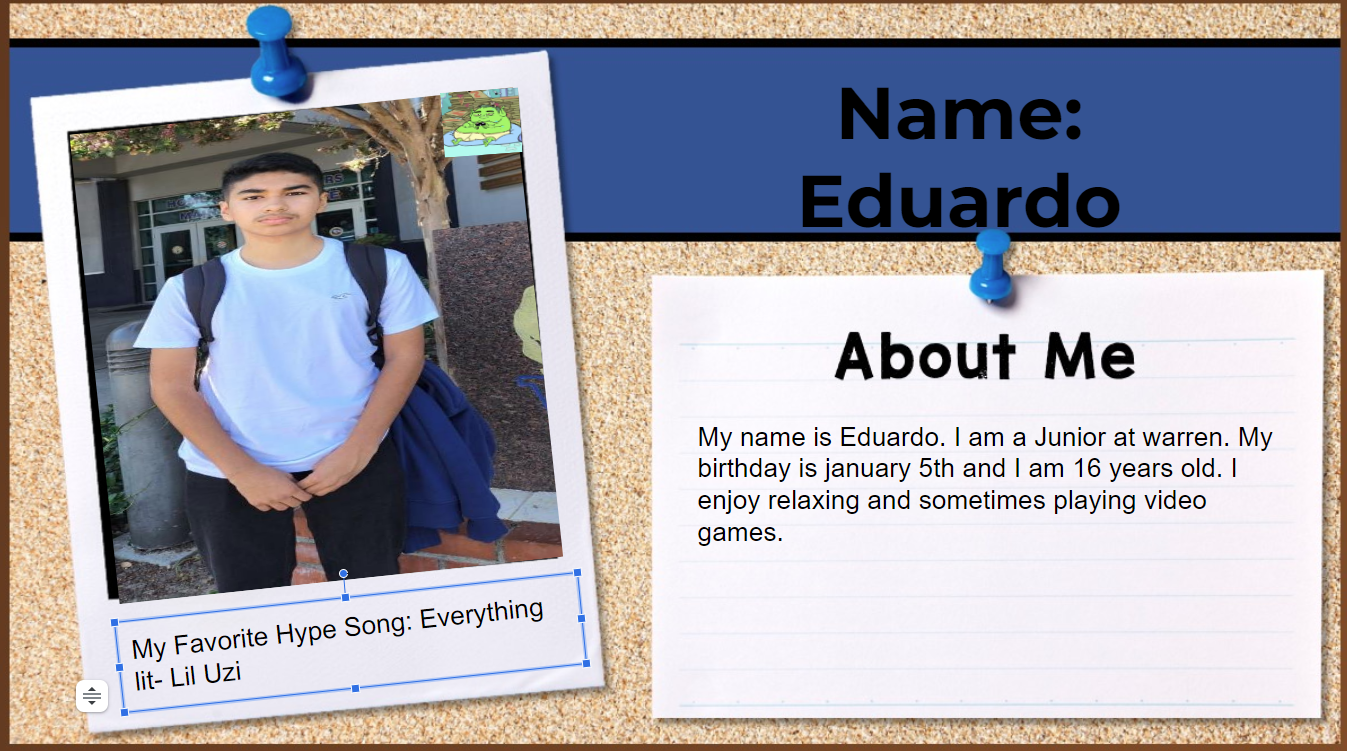 Name:
Eduardo
About Me
My name is Eduardo. I am a Junior at warren. My
birthday is january 5th and I am 16 years old. I
enjoy relaxing and sometimes playing video
games.
My Favorite Hype Song: Everything
lit- Lil Uzi